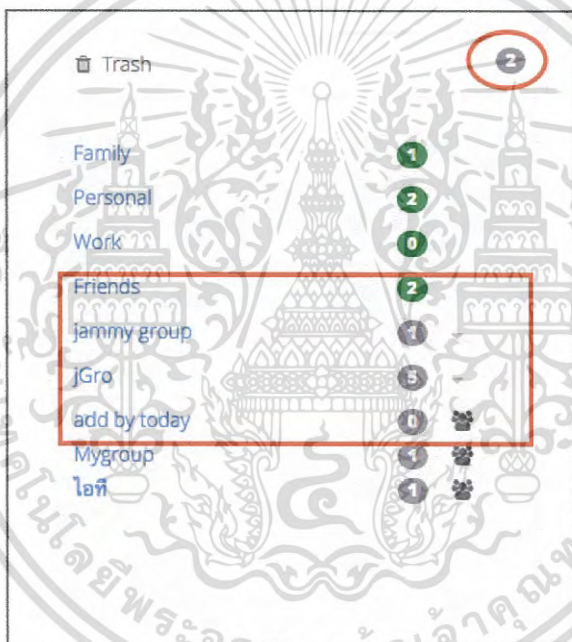 Trash 2
Family 1
Personal 2
Work 0
Friends 2
jammy group 1
jGro 5
add by today 0
Mygroup 1
ไอที 1